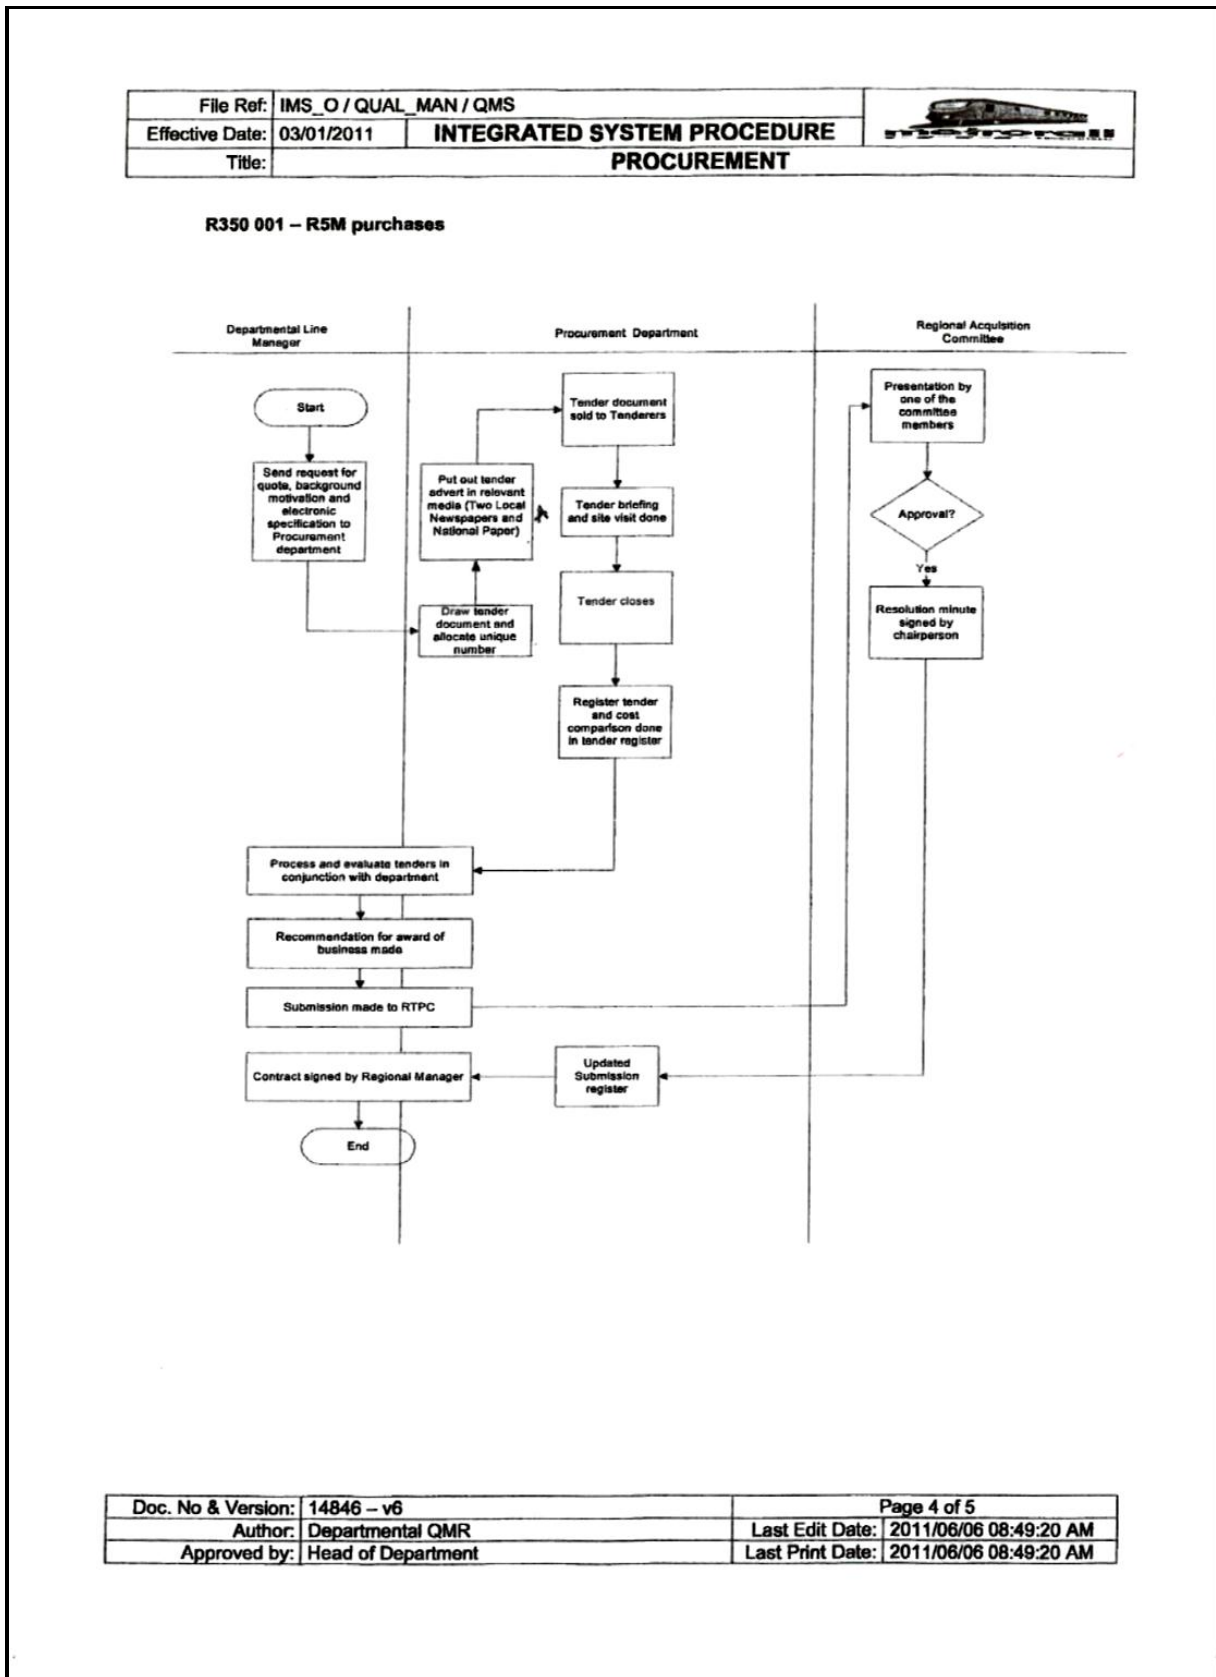 File Ref: IMS_O / QUAL_MAN / QMS
Effective Date: 03/01/2011 INTEGRATED SYSTEM PROCEDURE
metrorail
Title: PROCUREMENT
R350 001 – R5M purchases
Departmental Line
Manager
Procurement Department
Regional Acquisition
Committee
Start
Send request for
quote, background
motivation and
electronic
specification to
Procurement
department
Draw tender
document and
allocate unique
number
Put out tender
advert in relevant
media (Two Local
Newspapers and
National Paper)
Tender document
sold to Tenderers
Tender briefing
and site visit done
Tender closes
Register tender
and cost
comparison done
in tender register
Process and evaluate tenders in
conjunction with department
Recommendation for award of
business made
Submission made to RTPC
Presentation by
one of the
committee
members
Approval?
Yes
Resolution minute
signed by
chairperson
Updated
Submission
register
Contract signed by Regional Manager
End
Doc. No & Version: 14846 – v6 Page 4 of 5
Author: Departmental QMR Last Edit Date: 2011/06/06 08:49:20 AM
Approved by: Head of Department Last Print Date: 2011/06/06 08:49:20 AM